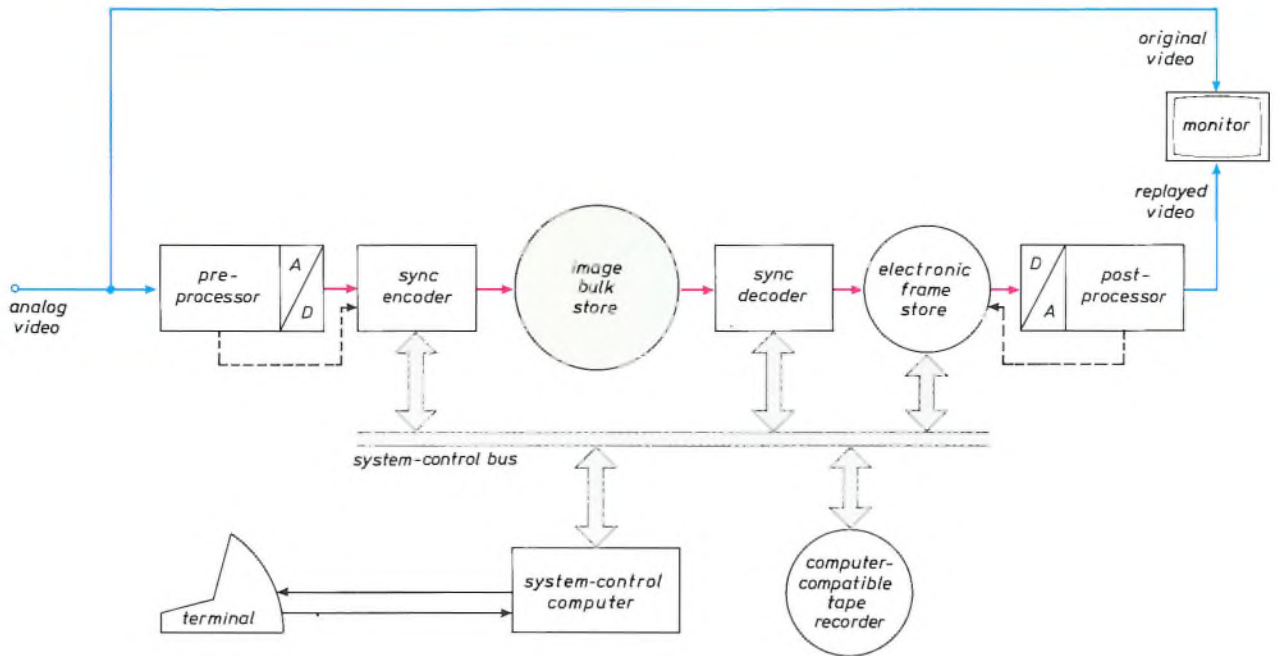 original
video
monitor
replayed
video
analog
video
pre-
processor
A
D
sync
encoder
image
bulk
store
sync
decoder
electronic
frame
store
D
A
post-
processor
system-control bus
terminal
system-control
computer
computer-
compatible
tape
recorder